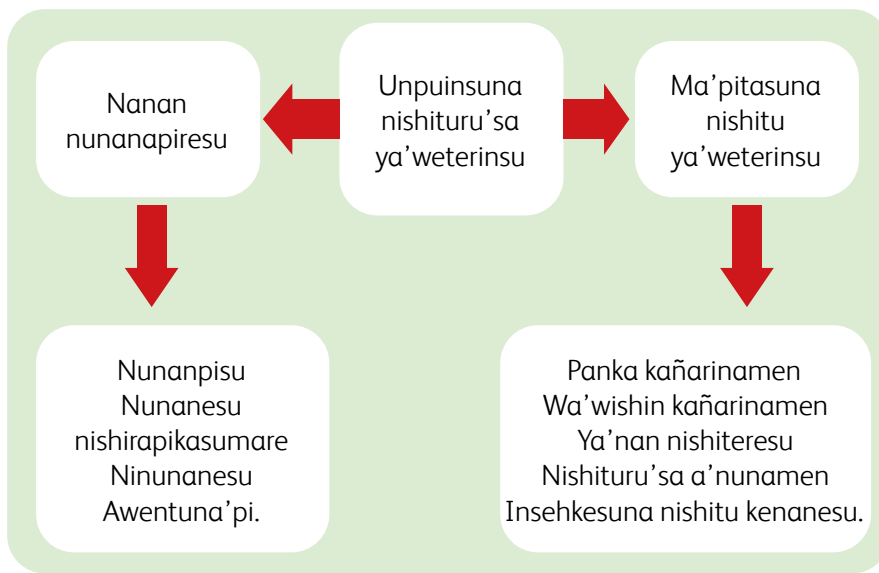 Nanan
nunanapiresu
Unpuinsuna
nishituru’sa
ya’weterinsu
Ma’pitasuna
nishitu
ya’weterinsu
Nunanpisu
Nunanesu
nishirapikasumare
Ninunanesu
Awentuna’pi.
Panka kañarinamen
Wa’wishin kañarinamen
Ya’nan nishiteresu
Nishituru’sa a’nunamen
Insehkesuna nishitu kenanesu.